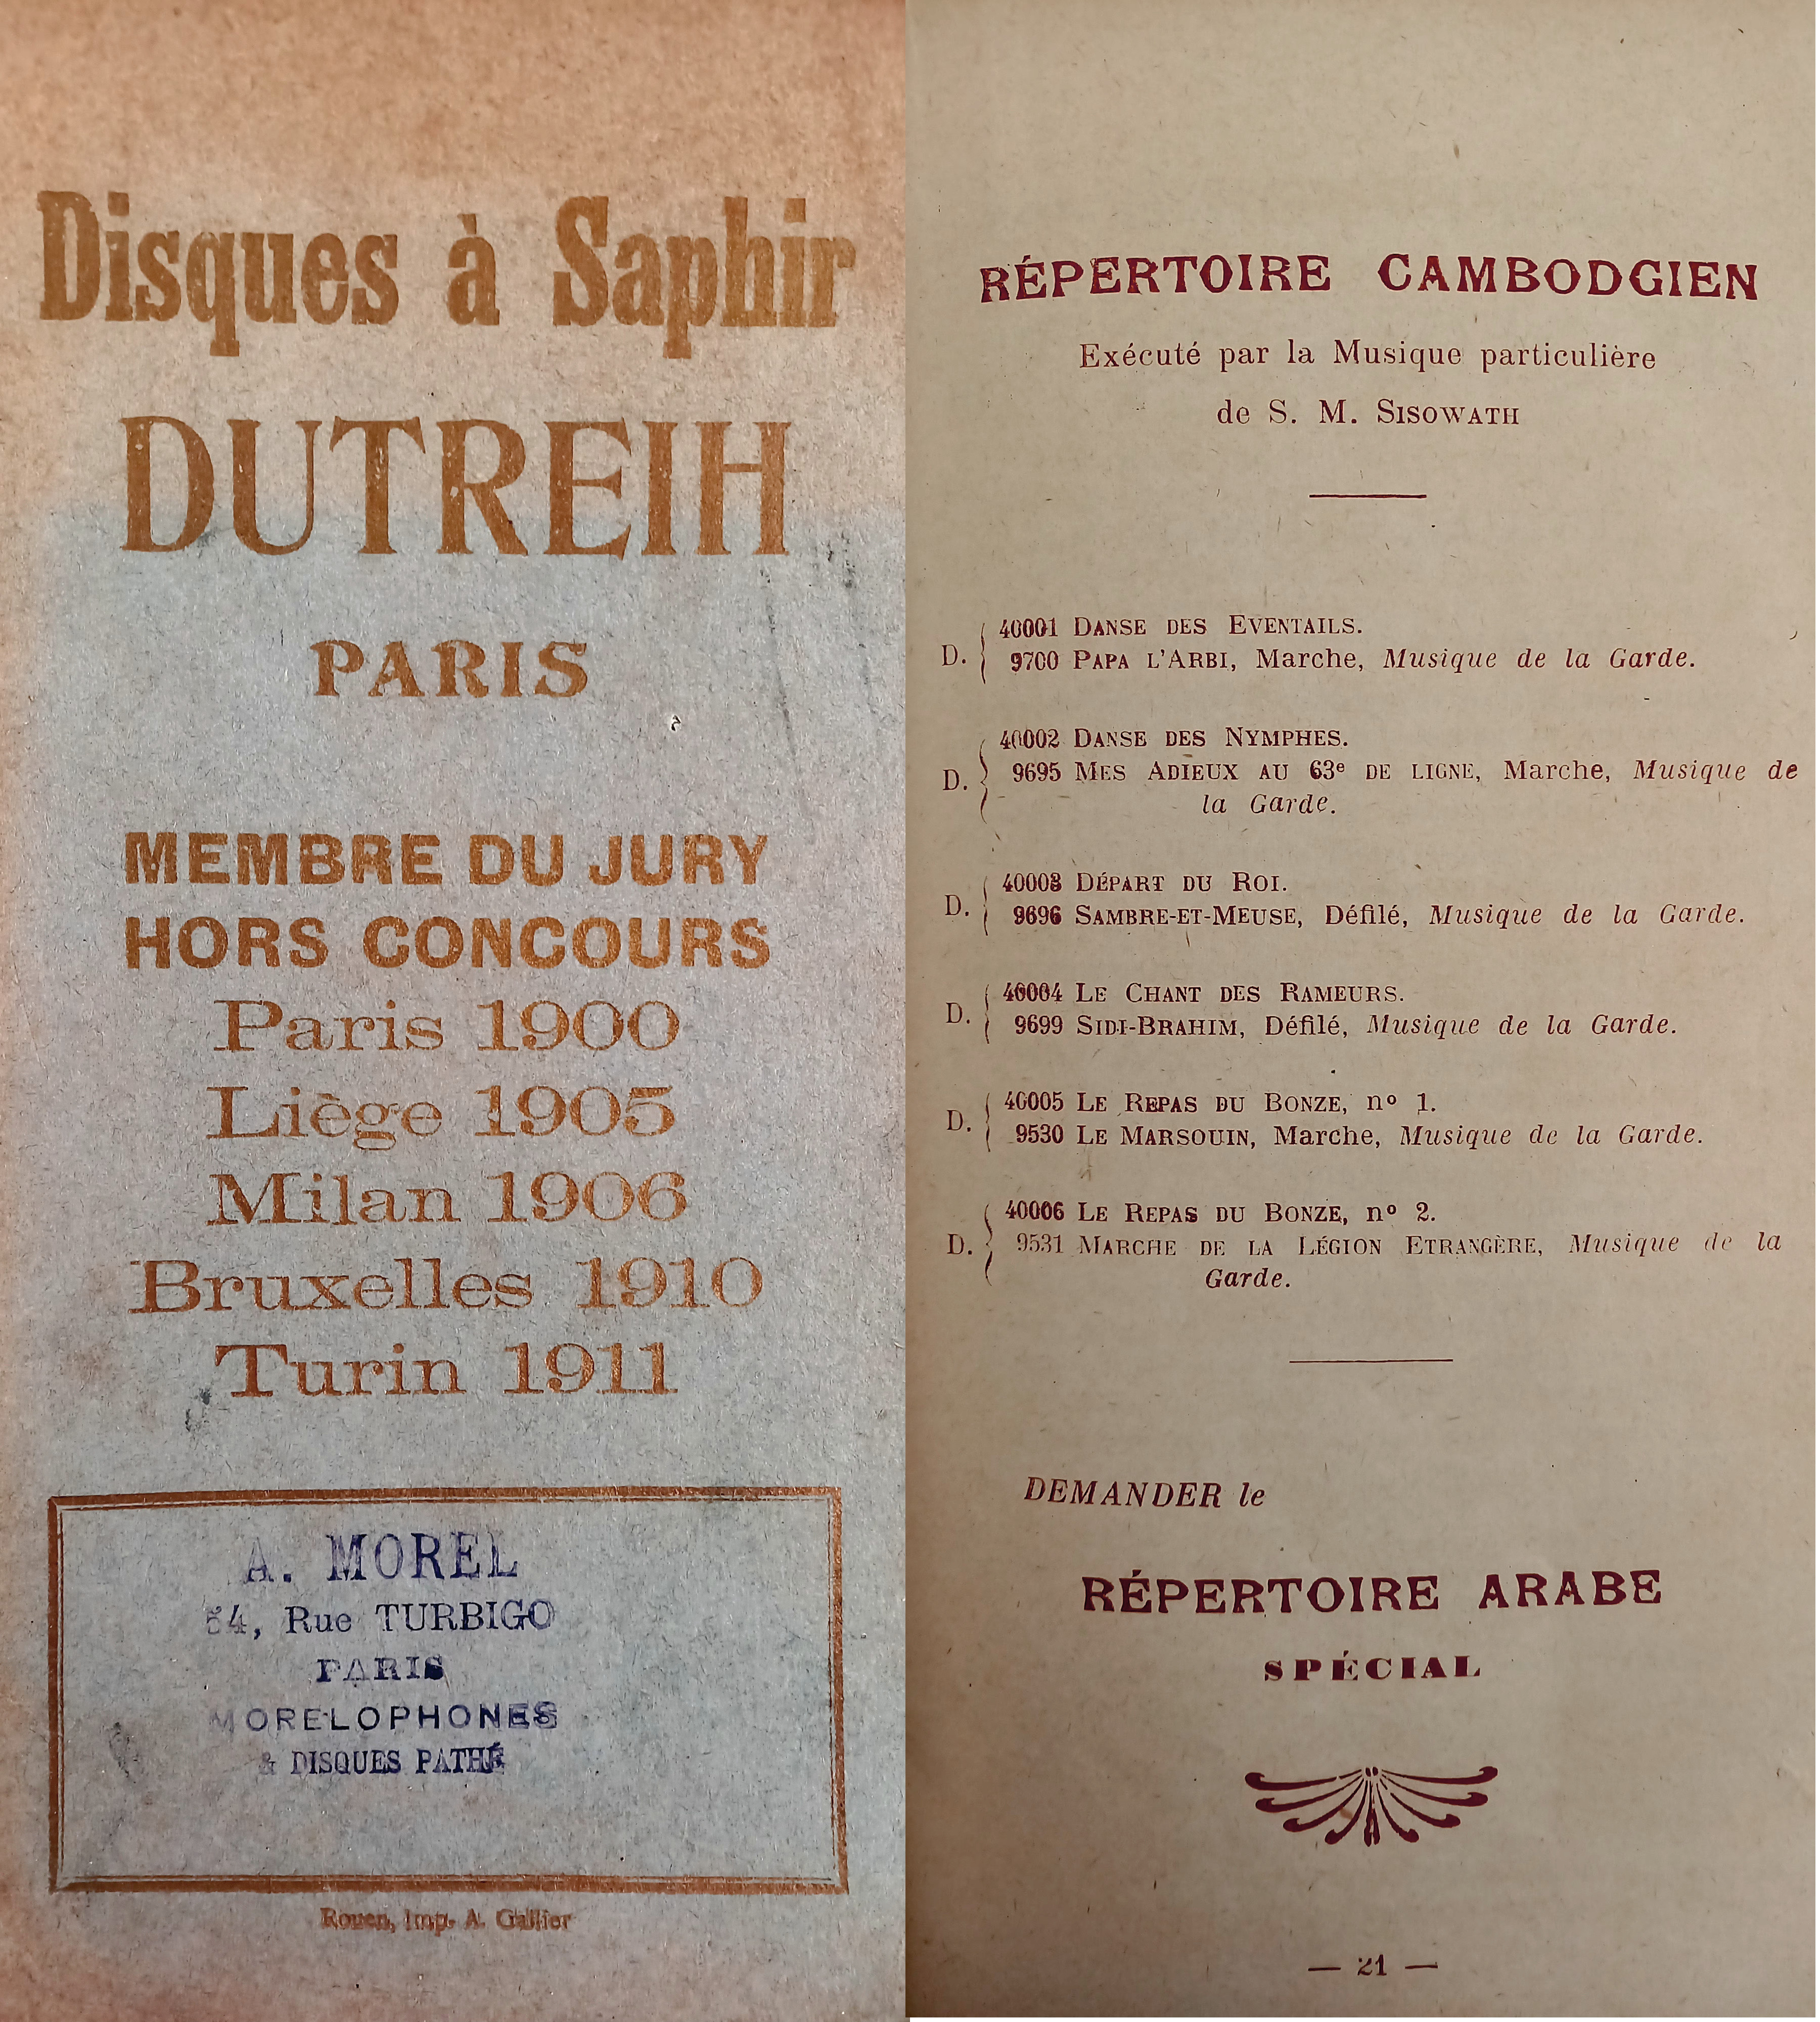 Disques à Saphir
DUTREIH
PARIS
MEMBRE DU JURY
HORS CONCOURS
Paris 1900
Liège 1905
Milan 1906
Bruxelles 1910
Turin 1911
A. MOREL
54, Rue TURBIGO
PARIS
MORELOPHONES
& DISQUES PATHÉ
Rouen, Imp. A. Gallier
RÉPERTOIRE CAMBODGIEN
Exécuté par la Musique particulière
de S. M. SISOWATH
D. { 40001 DANSE DES EVENTAILS.
9700 PAPA L'ARBI, Marche, Musique de la Garde.
D. { 40002 DANSE DES NYMPHES.
9695 MES ADIEUX AU 63e DE LIGNE, Marche, Musique de
la Garde.
D. { 40003 DÉPART DU ROI.
9696 SAMBRE-ET-MEUSE, Défilé, Musique de la Garde.
D. { 40004 LE CHANT DES RAMEURS.
9699 SIDI-BRAHIM, Défilé, Musique de la Garde.
D. { 40005 LE REPAS DU BONZE, nº 1.
9530 LE MARSOUIN, Marche, Musique de la Garde.
D. { 40006 LE REPAS DU BONZE, nº 2.
9531 MARCHE DE LA LÉGION ETRANGÈRE, Musique de la
Garde.
DEMANDER le
RÉPERTOIRE ARABE
SPÉCIAL
— 21 —